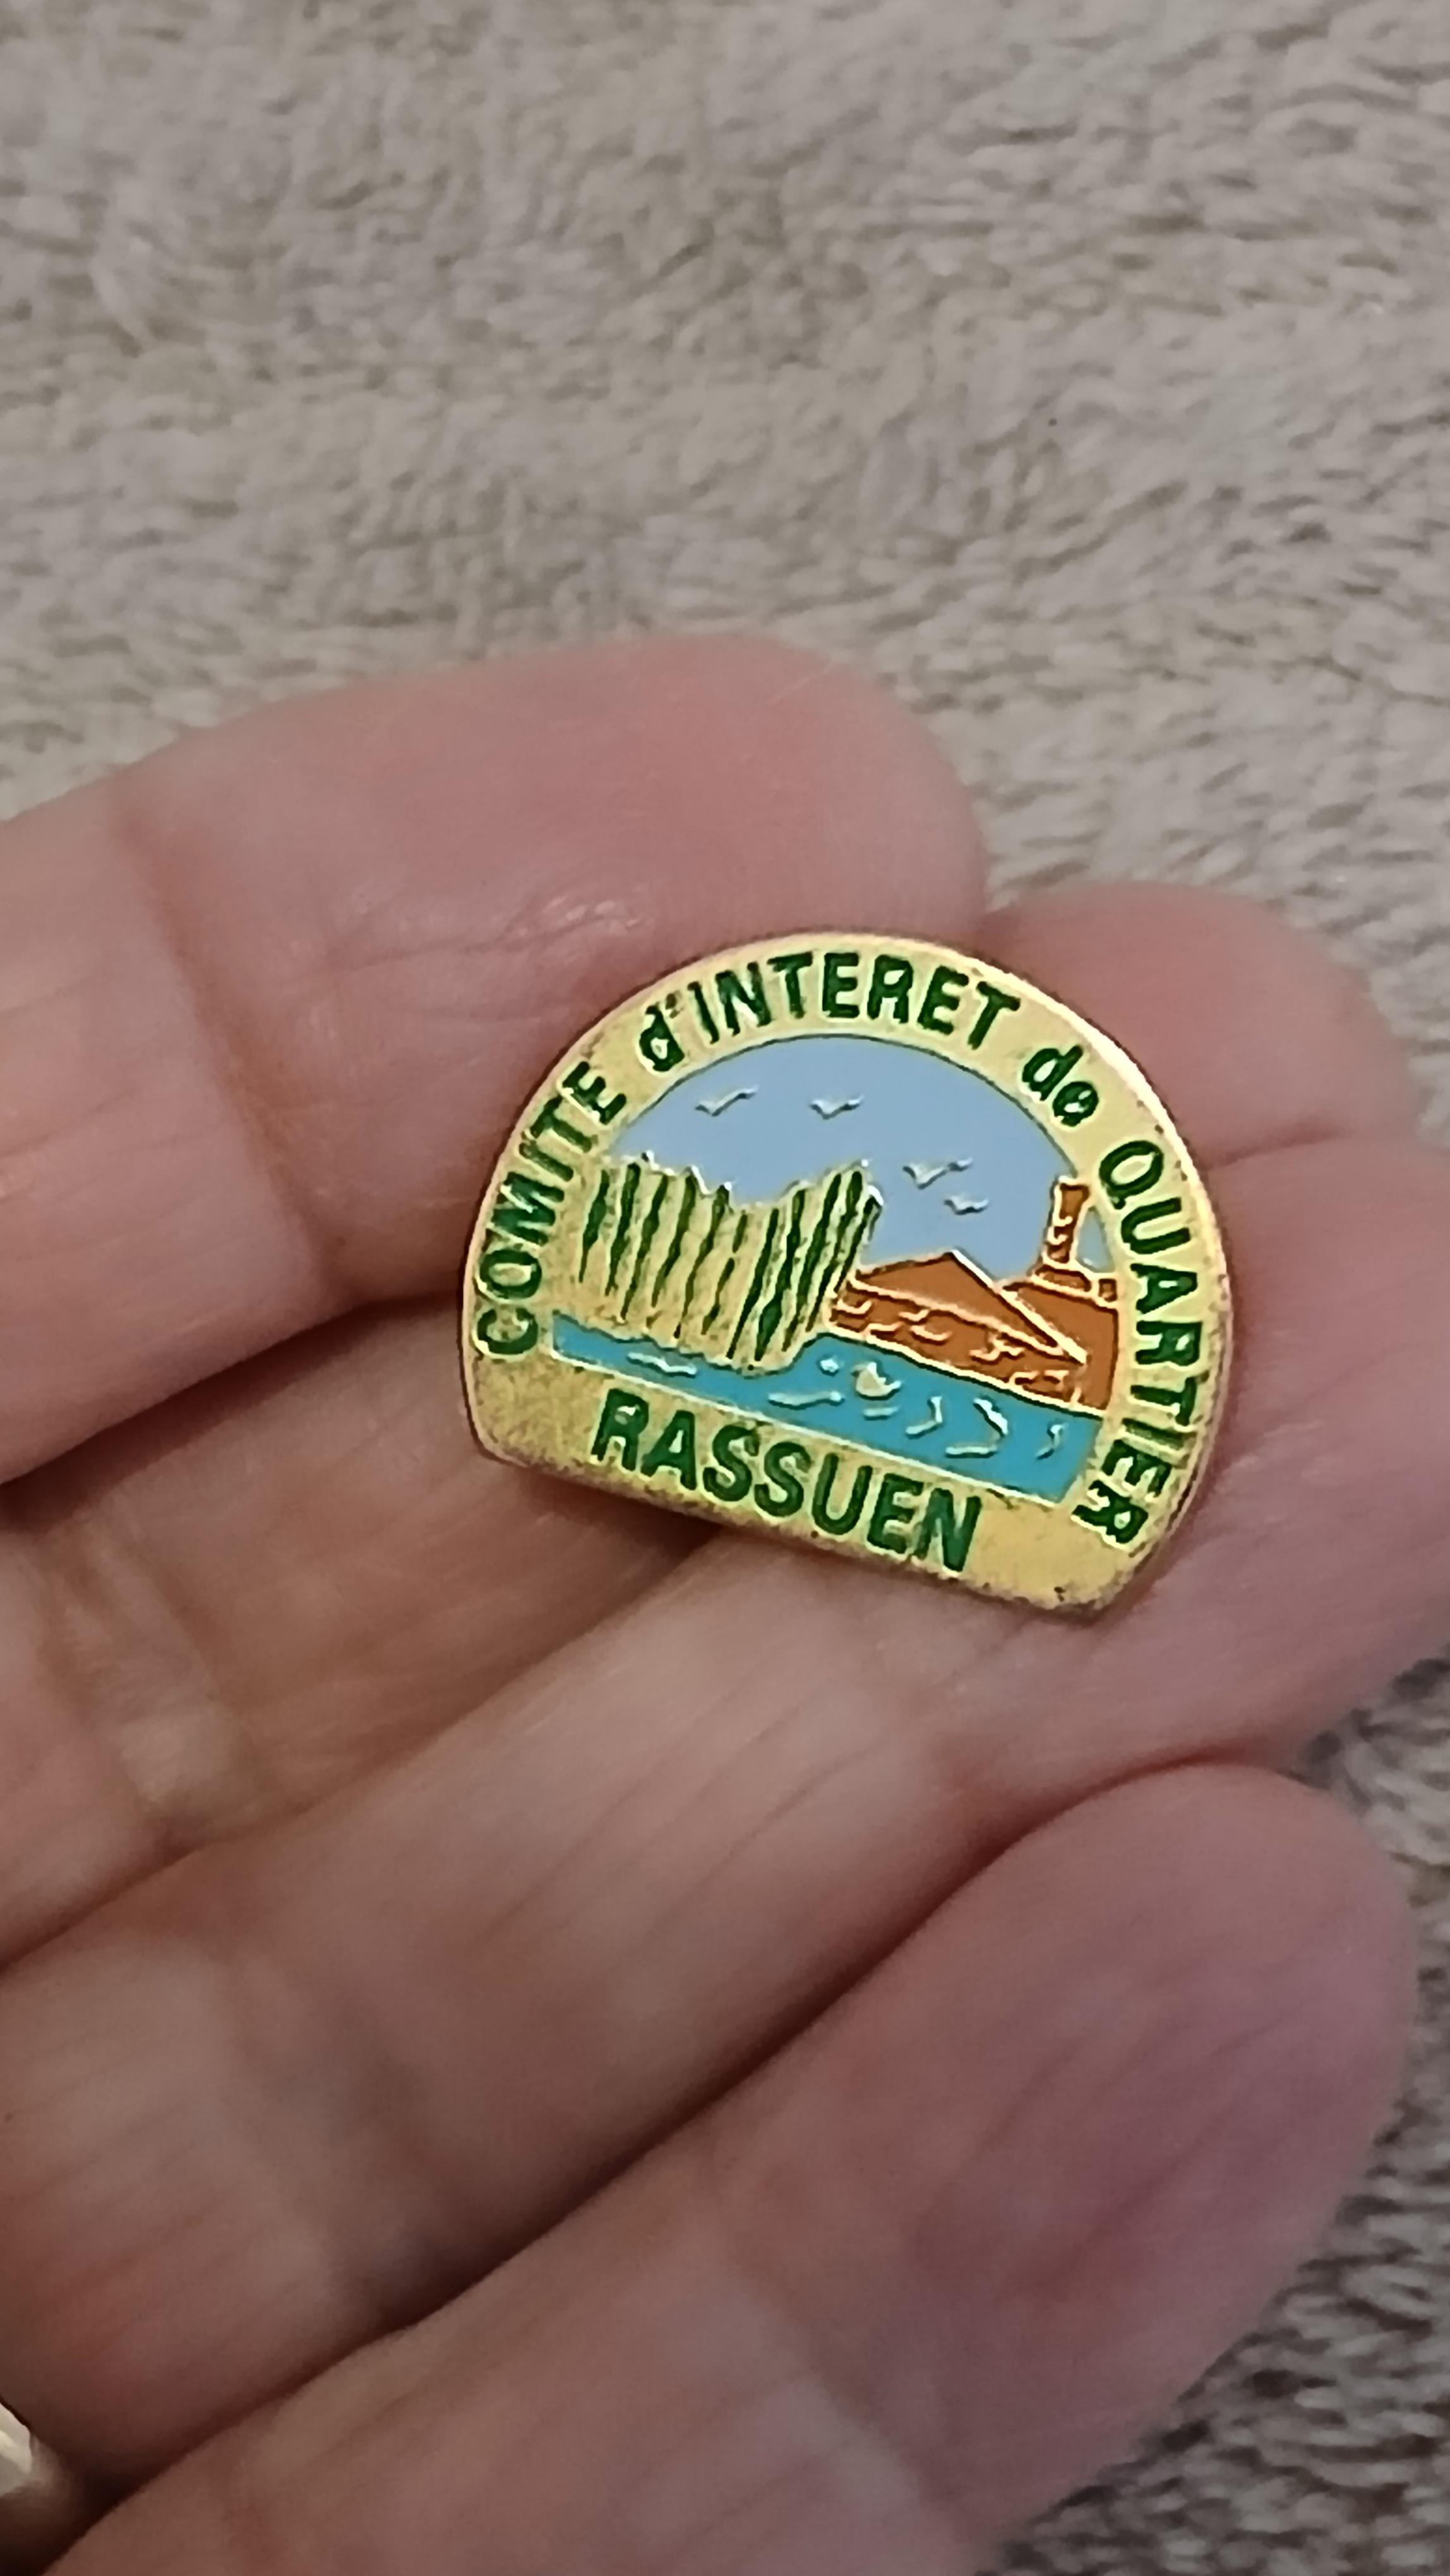 COMITE d'INTERET de QUARTIER
RASSUEN